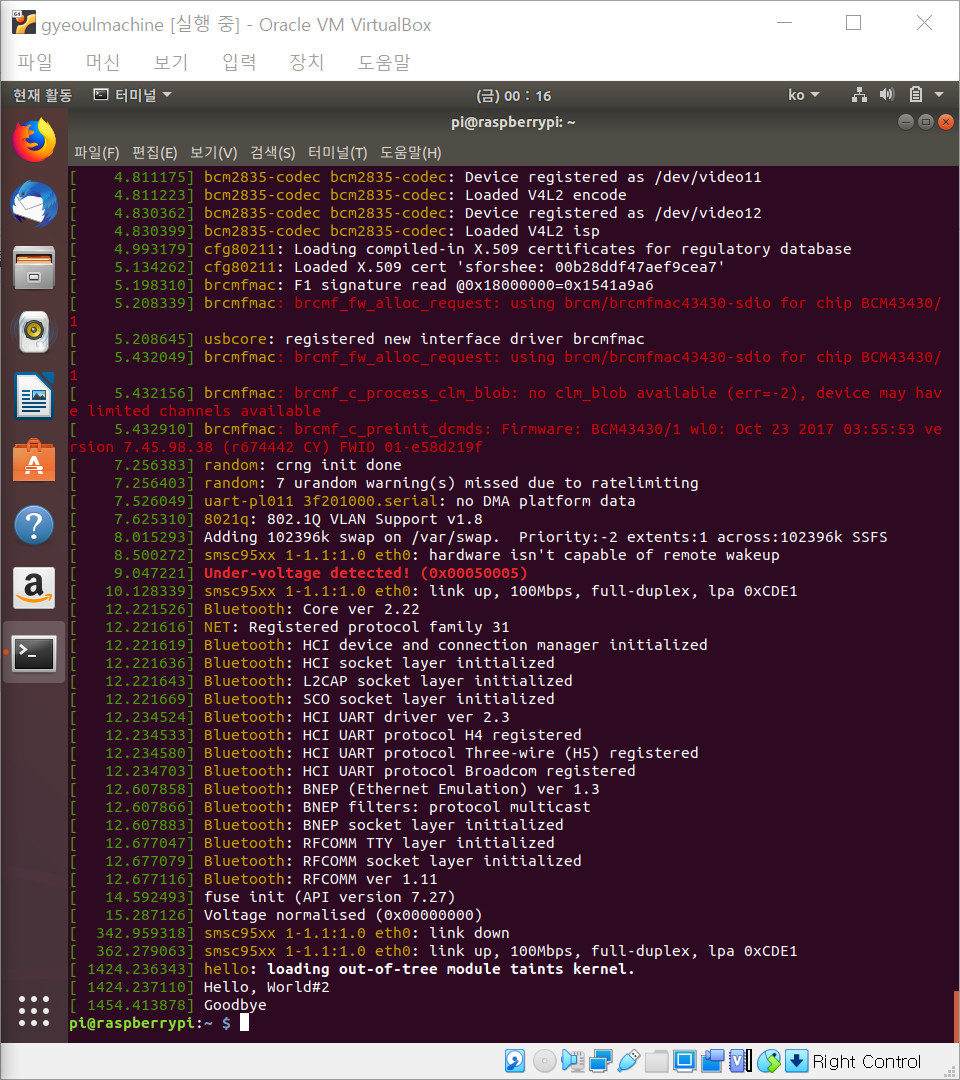 gyeoulmachine [실행 중] - Oracle VM VirtualBox
파일 머신 보기 입력 장치 도움말
현재 활동 터미널 (금) 00 : 16 ko
pi@raspberrypi: ~
파일(F) 편집(E) 보기(V) 검색(S) 터미널(T) 도움말(H)
[    4.811175] bcm2835-codec bcm2835-codec: Device registered as /dev/video11
[    4.811223] bcm2835-codec bcm2835-codec: Loaded V4L2 encode
[    4.830362] bcm2835-codec bcm2835-codec: Device registered as /dev/video12
[    4.830399] bcm2835-codec bcm2835-codec: Loaded V4L2 isp
[    4.993179] cfg80211: Loading compiled-in X.509 certificates for regulatory database
[    5.134262] cfg80211: Loaded X.509 cert 'sforshee: 00b28ddf47aef9cea7'
[    5.198310] brcmfmac: F1 signature read @0x18000000=0x1541a9a6
[    5.208339] brcmfmac: brcmf_fw_alloc_request: using brcm/brcmfmac43430-sdio for chip BCM43430/
1
[    5.208645] usbcore: registered new interface driver brcmfmac
[    5.432049] brcmfmac: brcmf_fw_alloc_request: using brcm/brcmfmac43430-sdio for chip BCM43430/
1
[    5.432156] brcmfmac: brcmf_c_process_clm_blob: no clm_blob available (err=-2), device may hav
e limited channels available
[    5.432910] brcmfmac: brcmf_c_preinit_dcmds: Firmware: BCM43430/1 wl0: Oct 23 2017 03:55:53 ve
rsion 7.45.98.38 (r674442 CY) FWID 01-e58d219f
[    7.256383] random: crng init done
[    7.256403] random: 7 urandom warning(s) missed due to ratelimiting
[    7.526049] uart-pl011 3f201000.serial: no DMA platform data
[    7.625310] 8021q: 802.1Q VLAN Support v1.8
[    8.015293] Adding 102396k swap on /var/swap.  Priority:-2 extents:1 across:102396k SSFS
[    8.500272] smsc95xx 1-1.1:1.0 eth0: hardware isn't capable of remote wakeup
[    9.047221] Under-voltage detected! (0x00050005)
[   10.128339] smsc95xx 1-1.1:1.0 eth0: link up, 100Mbps, full-duplex, lpa 0xCDE1
[   12.221526] Bluetooth: Core ver 2.22
[   12.221616] NET: Registered protocol family 31
[   12.221619] Bluetooth: HCI device and connection manager initialized
[   12.221636] Bluetooth: HCI socket layer initialized
[   12.221643] Bluetooth: L2CAP socket layer initialized
[   12.221669] Bluetooth: SCO socket layer initialized
[   12.234524] Bluetooth: HCI UART driver ver 2.3
[   12.234533] Bluetooth: HCI UART protocol H4 registered
[   12.234580] Bluetooth: HCI UART protocol Three-wire (H5) registered
[   12.234703] Bluetooth: HCI UART protocol Broadcom registered
[   12.607858] Bluetooth: BNEP (Ethernet Emulation) ver 1.3
[   12.607866] Bluetooth: BNEP filters: protocol multicast
[   12.607883] Bluetooth: BNEP socket layer initialized
[   12.677047] Bluetooth: RFCOMM TTY layer initialized
[   12.677079] Bluetooth: RFCOMM socket layer initialized
[   12.677116] Bluetooth: RFCOMM ver 1.11
[   14.592493] fuse init (API version 7.27)
[   15.287126] Voltage normalised (0x00000000)
[  342.959318] smsc95xx 1-1.1:1.0 eth0: link down
[  362.279063] smsc95xx 1-1.1:1.0 eth0: link up, 100Mbps, full-duplex, lpa 0xCDE1
[ 1424.236343] hello: loading out-of-tree module taints kernel.
[ 1424.237110] Hello, World#2
[ 1454.413878] Goodbye
pi@raspberrypi:~ $
Right Control